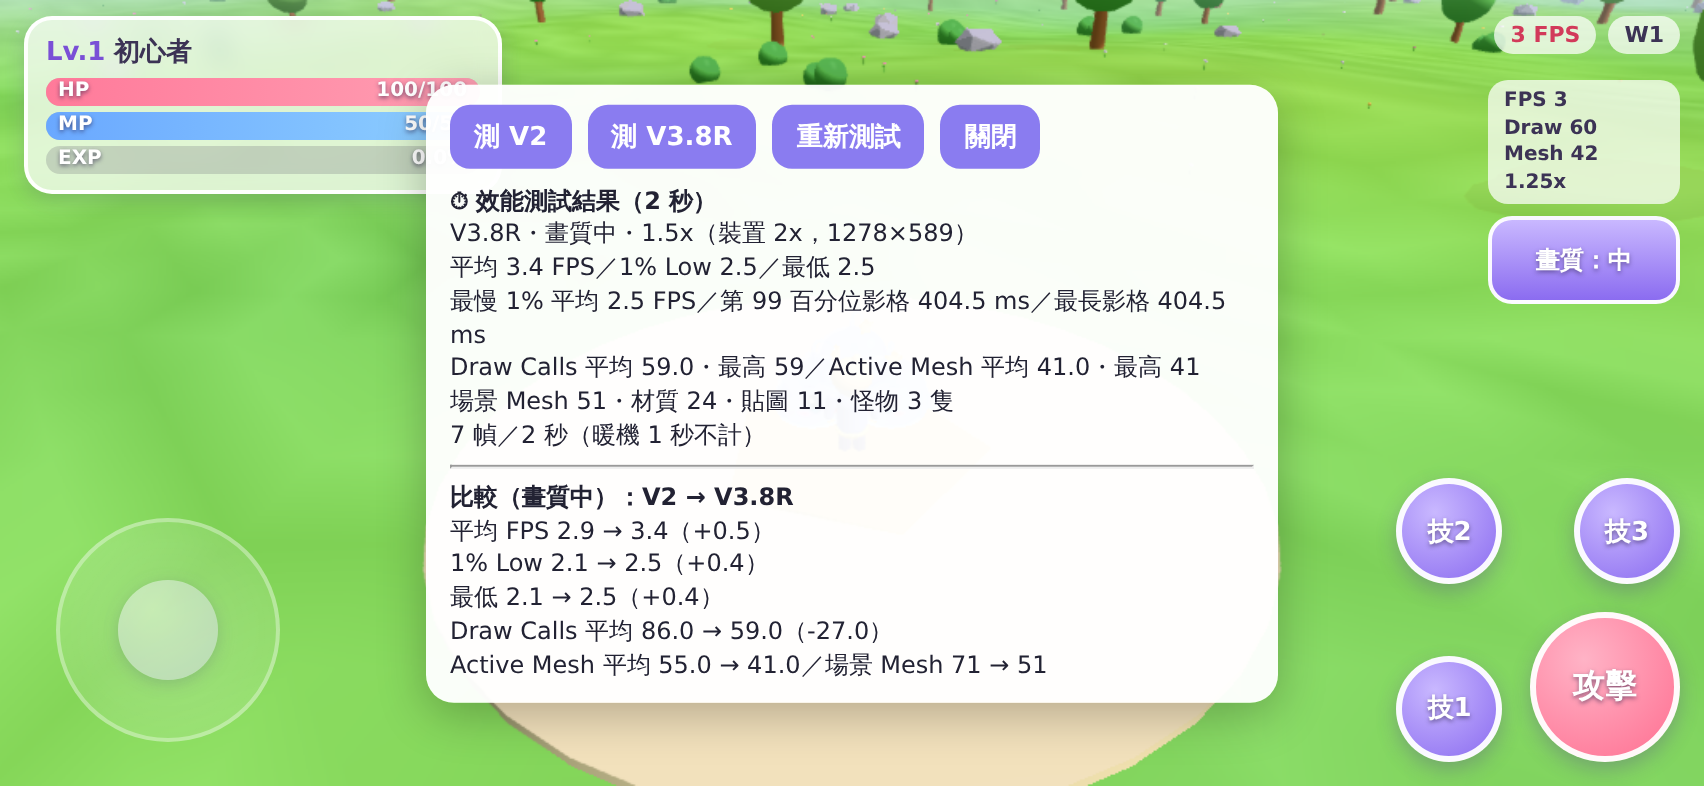 Lv.1 初心者
HP 100/100
MP 50/
EXP 0
3 FPS W1
FPS 3
Draw 60
Mesh 42
1.25x
畫質：中
測 V2 測 V3.8R 重新測試 關閉
⏱ 效能測試結果（2 秒）
V3.8R・畫質中・1.5x（裝置 2x，1278×589）
平均 3.4 FPS／1% Low 2.5／最低 2.5
最慢 1% 平均 2.5 FPS／第 99 百分位影格 404.5 ms／最長影格 404.5
ms
Draw Calls 平均 59.0・最高 59／Active Mesh 平均 41.0・最高 41
場景 Mesh 51・材質 24・貼圖 11・怪物 3 隻
7 幀／2 秒（暖機 1 秒不計）
比較（畫質中）：V2 → V3.8R
平均 FPS 2.9 → 3.4（+0.5）
1% Low 2.1 → 2.5（+0.4）
最低 2.1 → 2.5（+0.4）
Draw Calls 平均 86.0 → 59.0（-27.0）
Active Mesh 平均 55.0 → 41.0／場景 Mesh 71 → 51
技2 技3
技1 攻擊